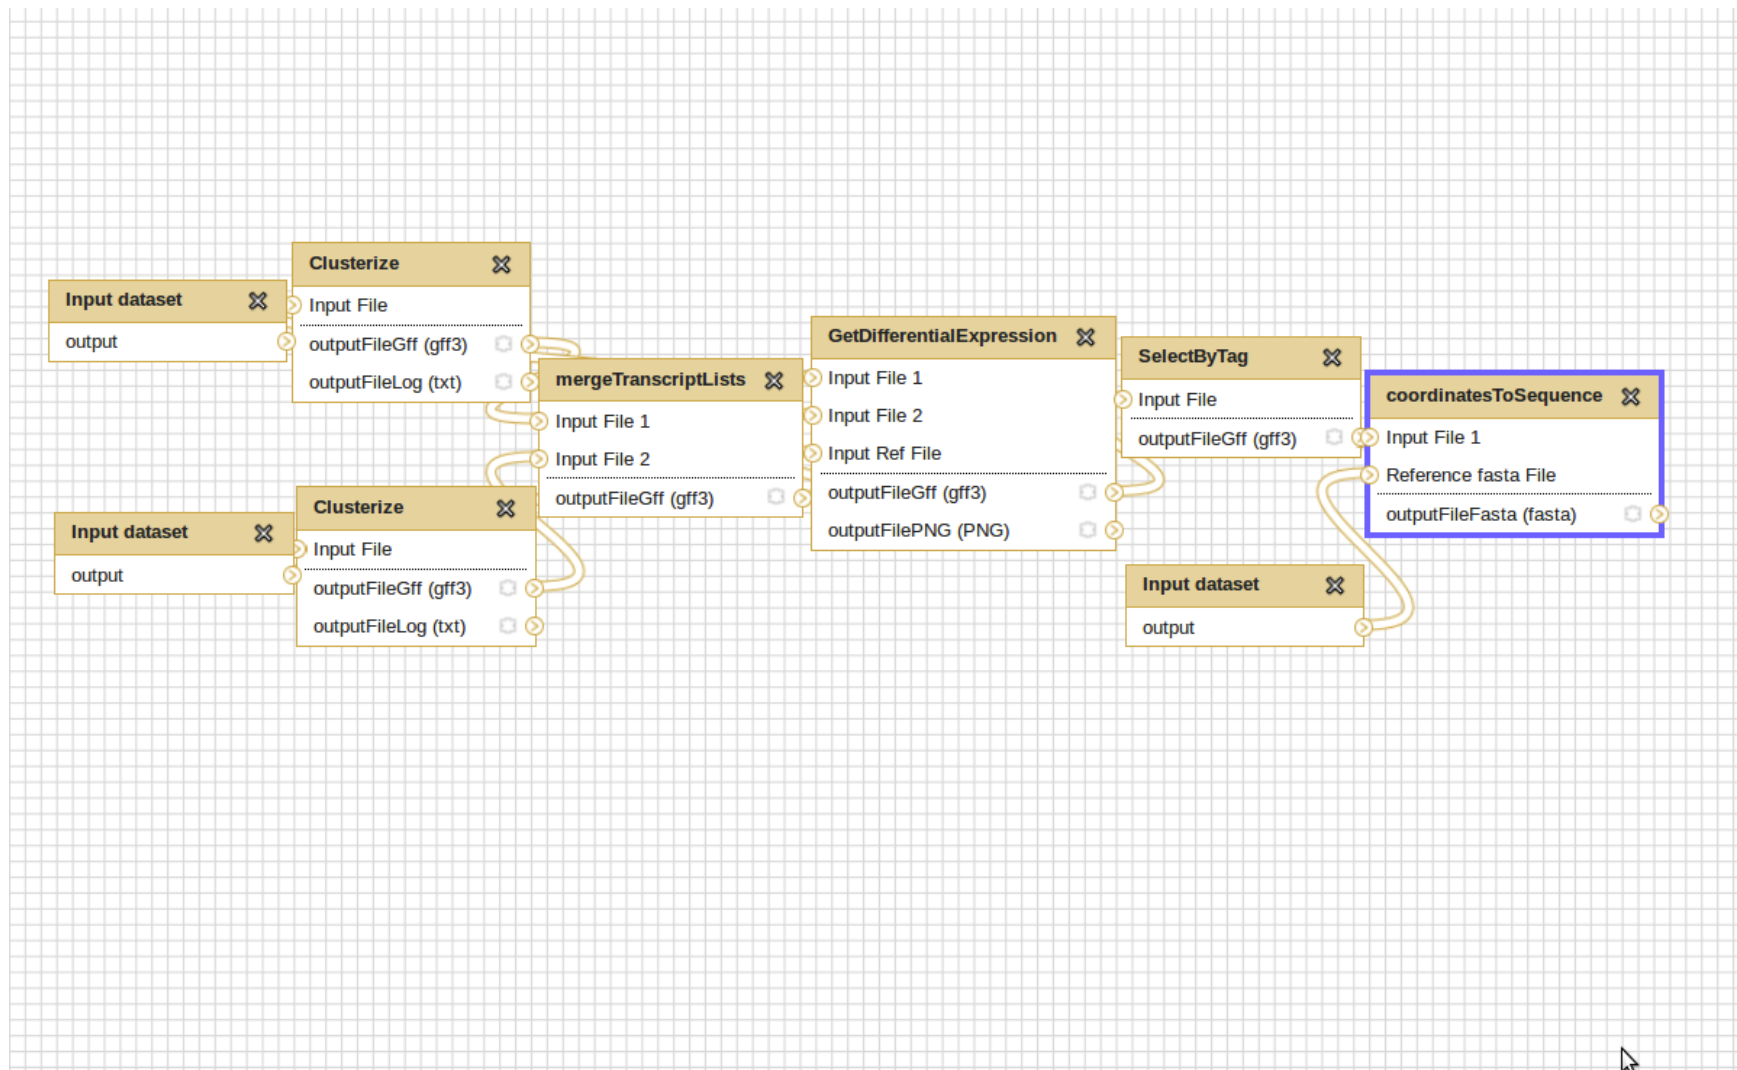 Input dataset
output
Clusterize
Input File
outputFileGff (gff3)
outputFileLog (txt)
Input dataset
output
Clusterize
Input File
outputFileGff (gff3)
outputFileLog (txt)
mergeTranscriptLists
Input File 1
Input File 2
outputFileGff (gff3)
GetDifferentialExpression
Input File 1
Input File 2
Input Ref File
outputFileGff (gff3)
outputFilePNG (PNG)
SelectByTag
Input File
outputFileGff (gff3)
Input dataset
output
coordinatesToSequence
Input File 1
Reference fasta File
outputFileFasta (fasta)